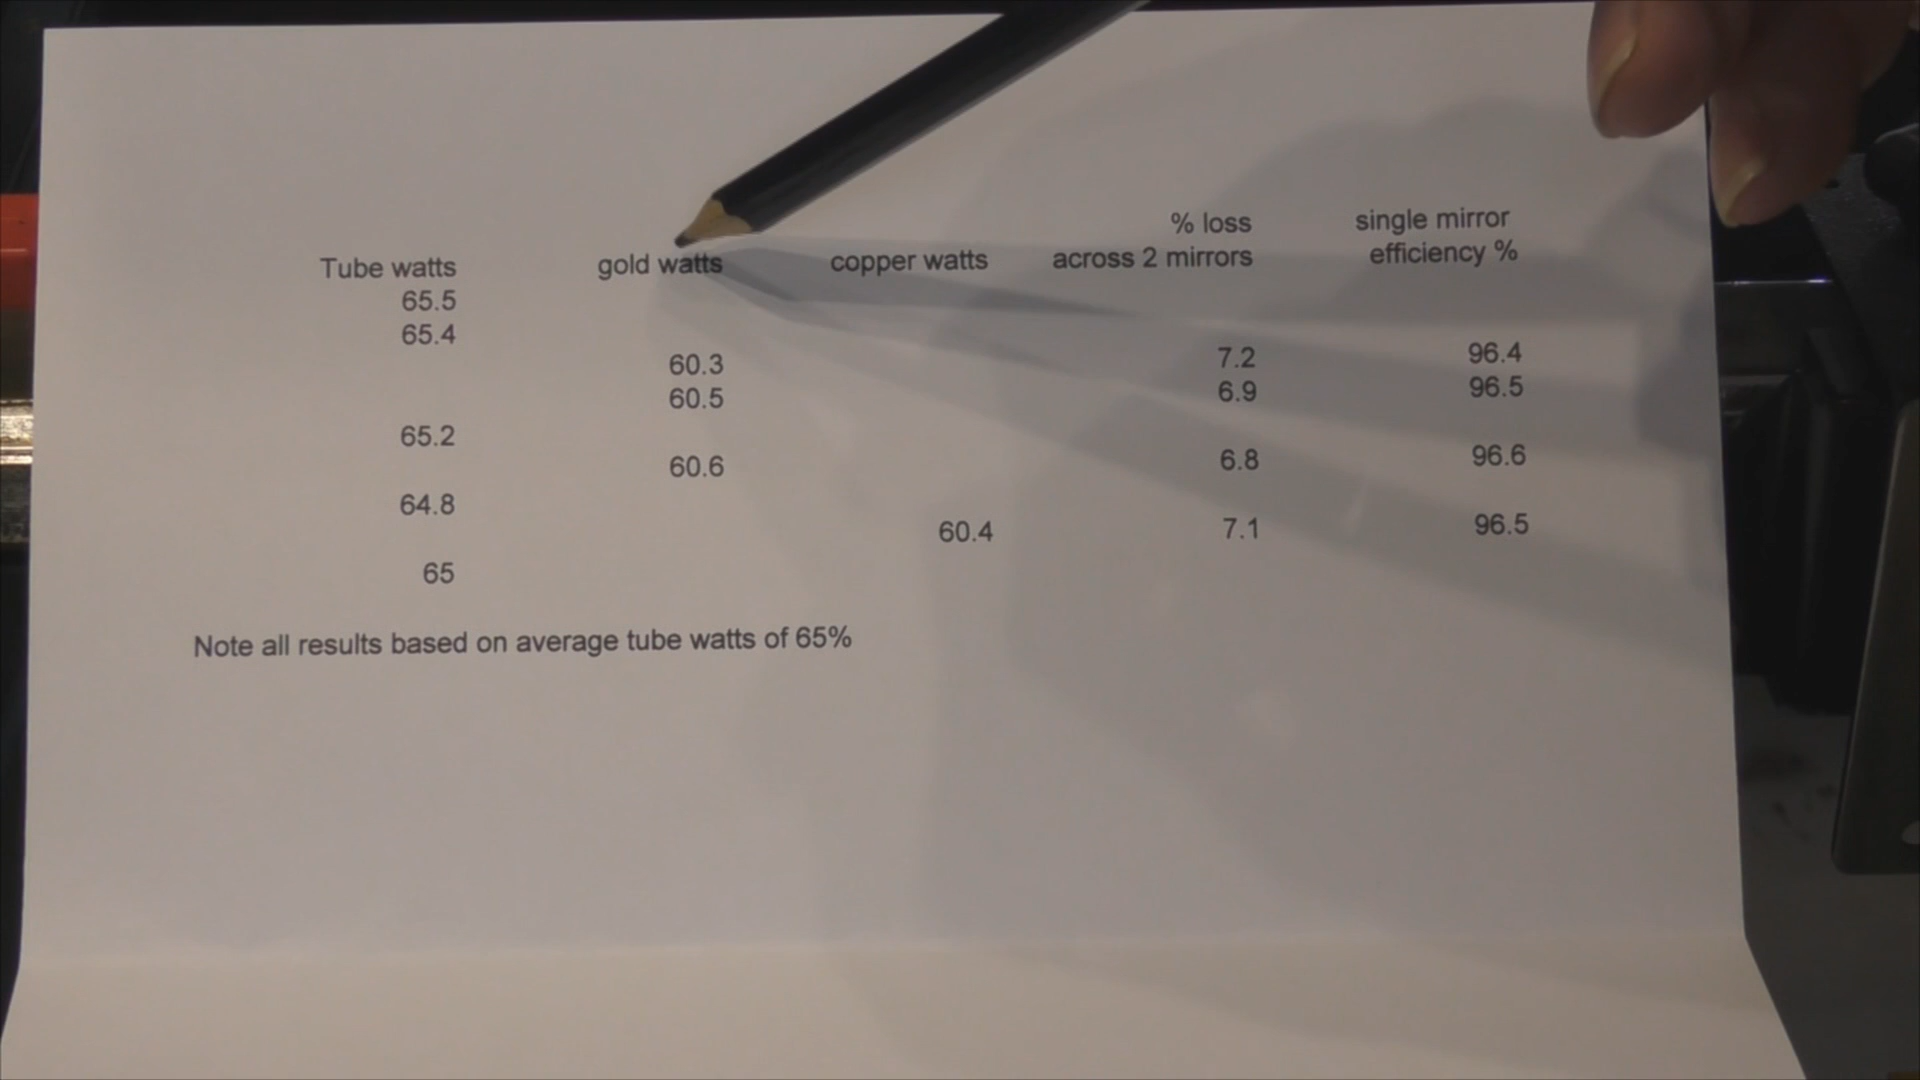 % loss single mirror
Tube watts gold watts copper watts across 2 mirrors efficiency %
65.5
65.4
60.3 7.2 96.4
60.5 6.9 96.5
65.2
60.6 6.8 96.6
64.8
60.4 7.1 96.5
65
Note all results based on average tube watts of 65%